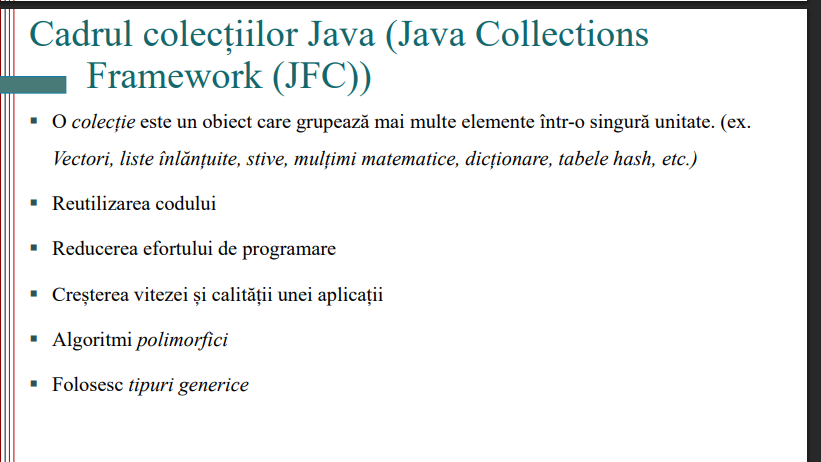 Cadrul colecțiilor Java (Java Collections
Framework (JFC))
▪ O colecție este un obiect care grupează mai multe elemente într-o singură unitate. (ex.
Vectori, liste înlănțuite, stive, mulțimi matematice, dicționare, tabele hash, etc.)
▪ Reutilizarea codului
▪ Reducerea efortului de programare
▪ Creșterea vitezei și calității unei aplicații
▪ Algoritmi polimorfici
▪ Folosesc tipuri generice